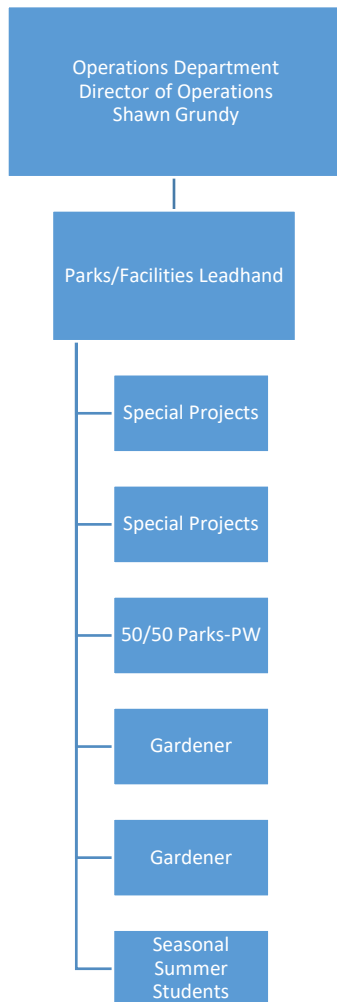 Operations Department
Director of Operations
Shawn Grundy
Parks/Facilities Leadhand
Special Projects
Special Projects
50/50 Parks-PW
Gardener
Gardener
Seasonal
Summer
Students